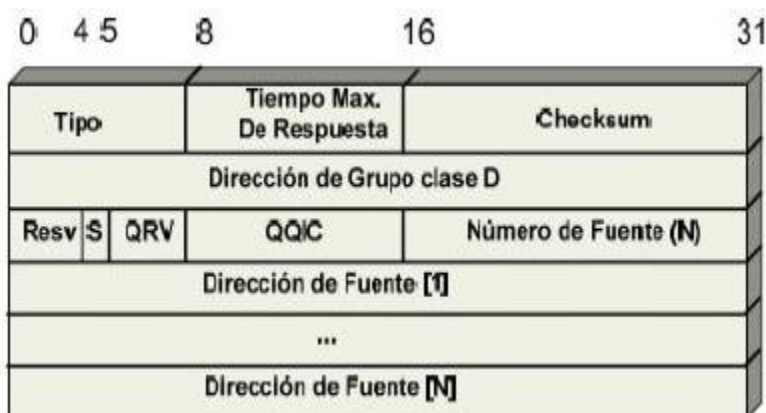 0 4 5 8 16 31
Tipo
Tiempo Max.
De Respuesta
Checksum
Dirección de Grupo clase D
Resv S QRV QQIC Número de Fuente (N)
Dirección de Fuente [1]
...
Dirección de Fuente [N]